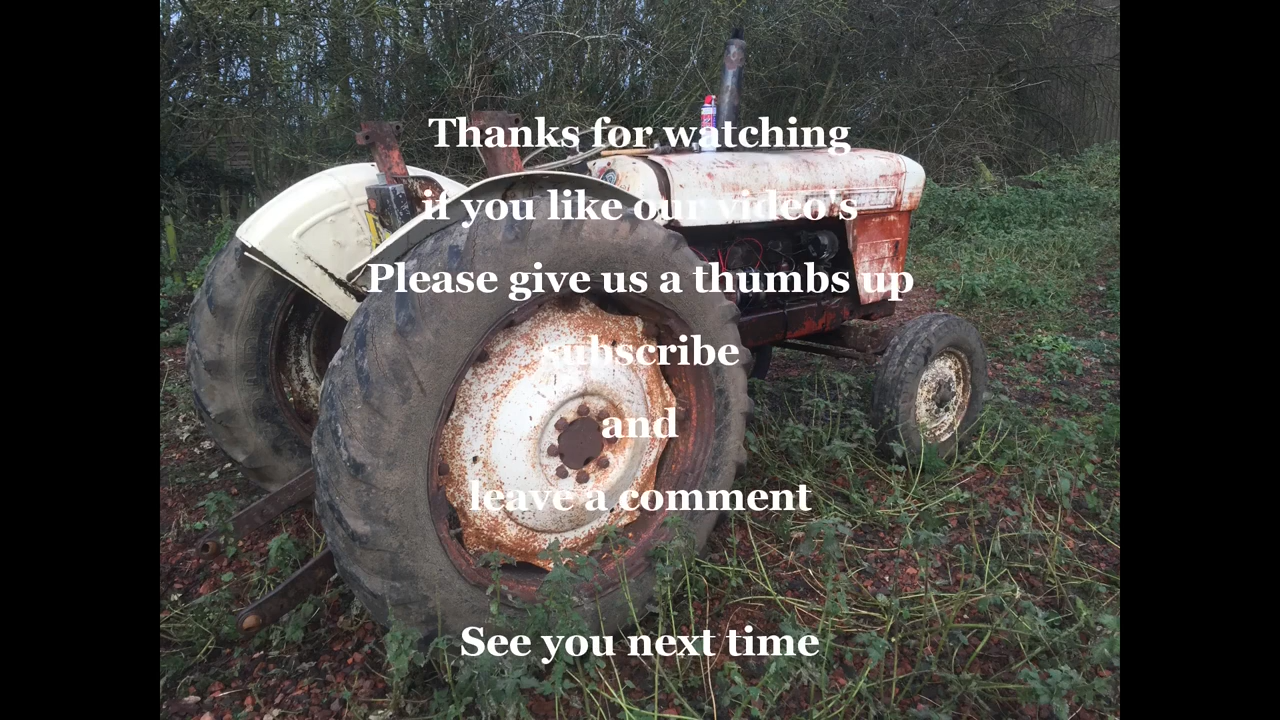 Thanks for watching
if you like our video's
Please give us a thumbs up
subscribe
and
leave a comment
See you next time